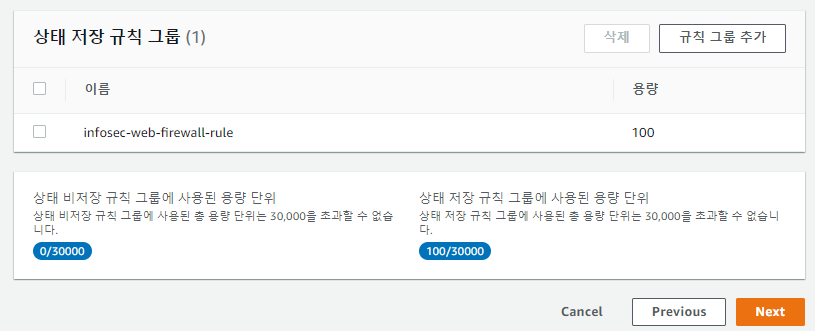 상태 저장 규칙 그룹 (1)
삭제
규칙 그룹 추가
이름
용량
infosec-web-firewall-rule
100
상태 비저장 규칙 그룹에 사용된 용량 단위
상태 비저장 규칙 그룹에 사용된 총 용량 단위는 30,000을 초과할 수 없습
니다.
0/30000
상태 저장 규칙 그룹에 사용된 용량 단위
상태 저장 규칙 그룹에 사용된 총 용량 단위는 30,000을 초과할 수 없습니
다.
100/30000
Cancel
Previous
Next